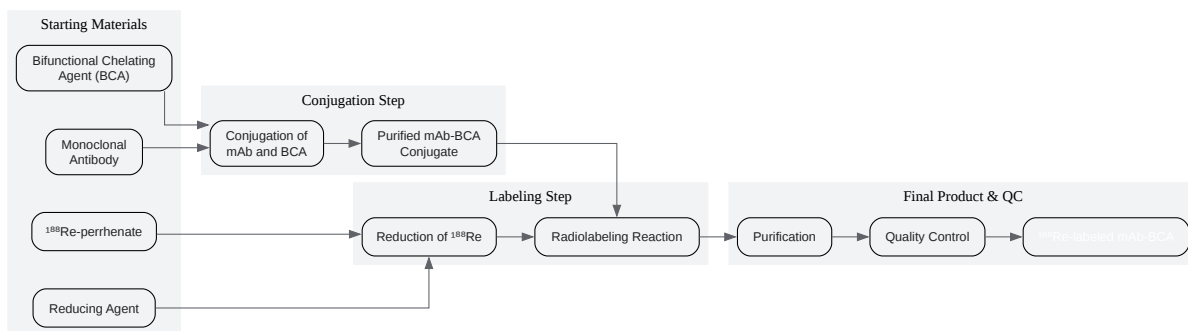 Starting Materials
Bifunctional Chelating
Agent (BCA)
Monoclonal
Antibody
¹⁸⁸Re-perrhenate
Reducing Agent
Conjugation Step
Conjugation of
mAb and BCA
Purified mAb-BCA
Conjugate
Labeling Step
Reduction of ¹⁸⁸Re
Radiolabeling Reaction
Final Product & QC
Purification
Quality Control
¹⁸⁸Re-labeled mAb-BCA